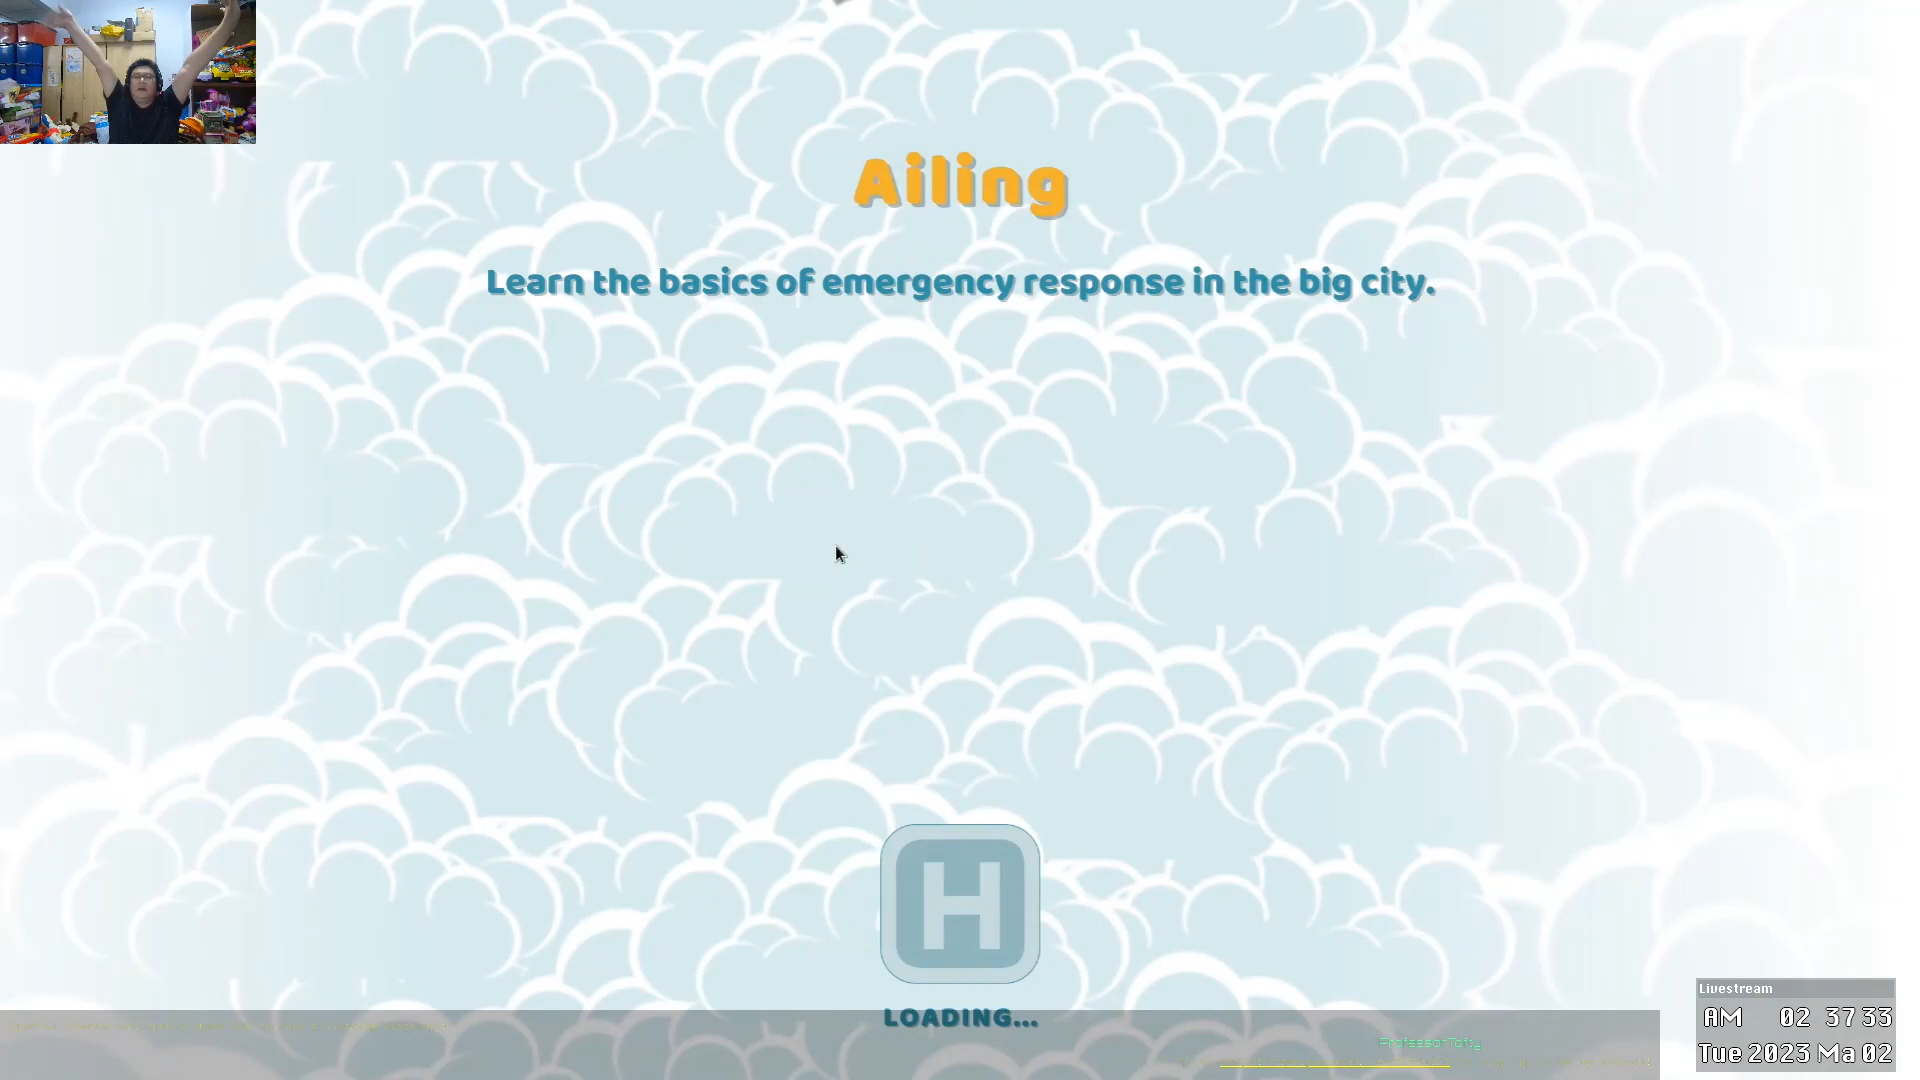 Ailing
Learn the basics of emergency response in the big city.
H
LOADING...
ProfessorTofty
Livestream
AM 02 37 33
Tue 2023 Ma 02